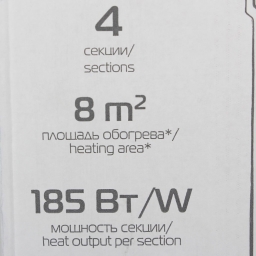 4
секции/
sections
8 m²
площадь обогрева*/
heating area*
185 Вт/W
мощность секции/
heat output per section